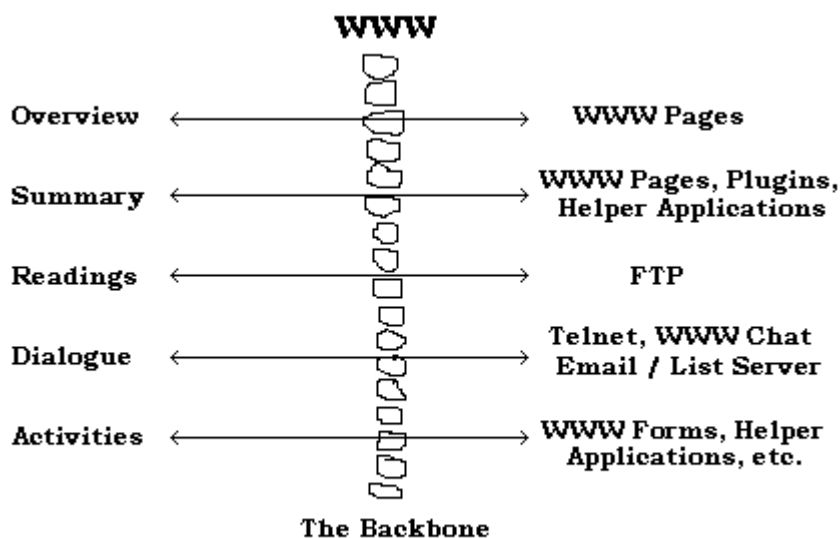 WWW
Overview
WWW Pages
Summary
WWW Pages, Plugins,
Helper Applications
Readings
FTP
Dialogue
Telnet, WWW Chat
Email / List Server
Activities
WWW Forms, Helper
Applications, etc.
The Backbone